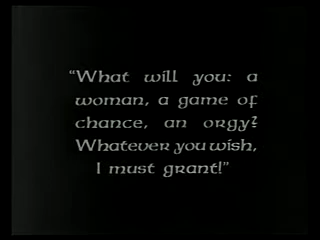 "What will you: a
woman, a game of
chance, an orgy?
Whatever you wish,
I must grant!"